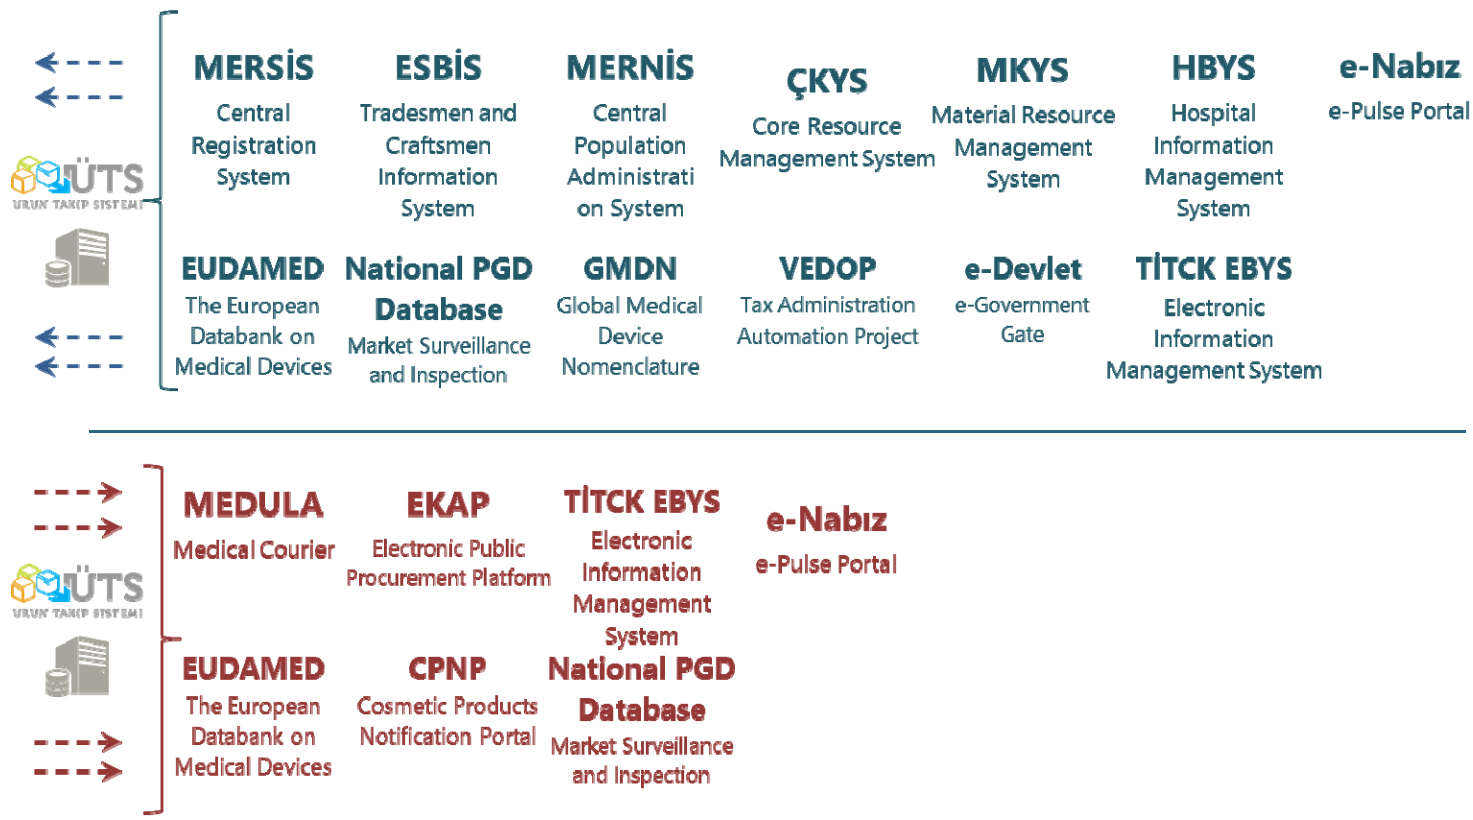 MERSİS
Central
Registration
System
ESBİS
Tradesmen and
Craftsmen
Information
System
MERNİS
Central
Population
Administrati
on System
ÇKYS
Core Resource
Management System
MKYS
Material Resource
Management
System
HBYS
Hospital
Information
Management
System
e-Nabız
e-Pulse Portal
ÜTS
ÜRÜN TAKİP SİSTEMİ
EUDAMED
The European
Databank on
Medical Devices
National PGD
Database
Market Surveillance
and Inspection
GMDN
Global Medical
Device
Nomenclature
VEDOP
Tax Administration
Automation Project
e-Devlet
e-Government
Gate
TİTCK EBYS
Electronic
Information
Management System
MEDULA
Medical Courier
EKAP
Electronic Public
Procurement Platform
TİTCK EBYS
Electronic
Information
Management
System
e-Nabız
e-Pulse Portal
ÜTS
ÜRÜN TAKİP SİSTEMİ
EUDAMED
The European
Databank on
Medical Devices
CPNP
Cosmetic Products
Notification Portal
National PGD
Database
Market Surveillance
and Inspection